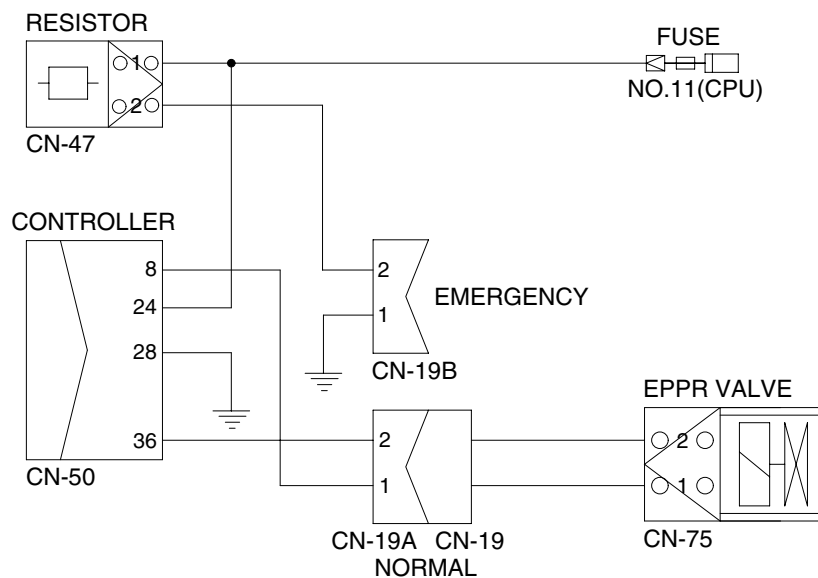 RESISTOR
1
2
CN-47
FUSE
NO.11(CPU)
CONTROLLER
8
24
28
36
CN-50
2
1
EMERGENCY
CN-19B
2
1
CN-19A CN-19
NORMAL
EPPR VALVE
2
1
CN-75